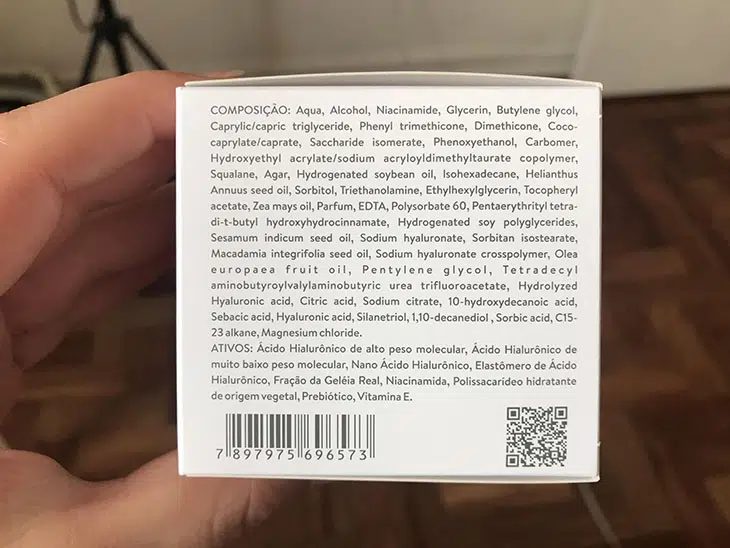 COMPOSIÇÃO: Aqua, Alcohol, Niacinamide, Glycerin, Butylene glycol,
Caprylic/capric triglyceride, Phenyl trimethicone, Dimethicone, Coco-
caprylate/caprate, Saccharide isomerate, Phenoxyethanol, Carbomer,
Hydroxyethyl acrylate/sodium acryloyldimethyltaurate copolymer,
Squalane, Agar, Hydrogenated soybean oil, Isohexadecane, Helianthus
Annuus seed oil, Sorbitol, Triethanolamine, Ethylhexylglycerin, Tocopheryl
acetate, Zea mays oil, Parfum, EDTA, Polysorbate 60, Pentaerythrityl tetra-
di-t-butyl hydroxyhydrocinnamate, Hydrogenated soy polyglycerides,
Sesamum indicum seed oil, Sodium hyaluronate, Sorbitan isostearate,
Macadamia integrifolia seed oil, Sodium hyaluronate crosspolymer, Olea
europaea fruit oil, Pentylene glycol, Tetradecyl
aminobutyroylvalylaminobutyric urea trifluroacetate, Hydrolyzed
Hyaluronic acid, Citric acid, Sodium citrate, 10-hydroxydecanoic acid,
Sebacic acid, Hyaluronic acid, Silanetriol, 1,10-decanediol , Sorbic acid, C15-
23 alkane, Magnesium chloride.
ATIVOS: Ácido Hialurônico de alto peso molecular, Ácido Hialurônico de
muito baixo peso molecular, Nano Ácido Hialurônico, Elastômero de Ácido
Hialurônico, Fração da Geléia Real, Niacinamida, Polissacarídeo hidratante
de origem vegetal, Prebiótico, Vitamina E.
7 897975 696573